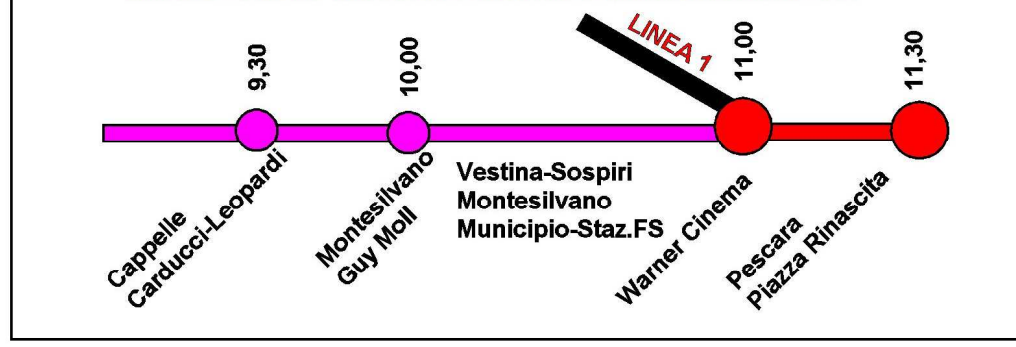 9,30
10,00
LINEA 1
11,00
11,30
Cappelle
Carducci-Leopardi
Montesilvano
Guy Moll
Vestina-Sospiri
Montesilvano
Municipio-Staz.FS
Warner Cinema
Pescara
Piazza Rinascita